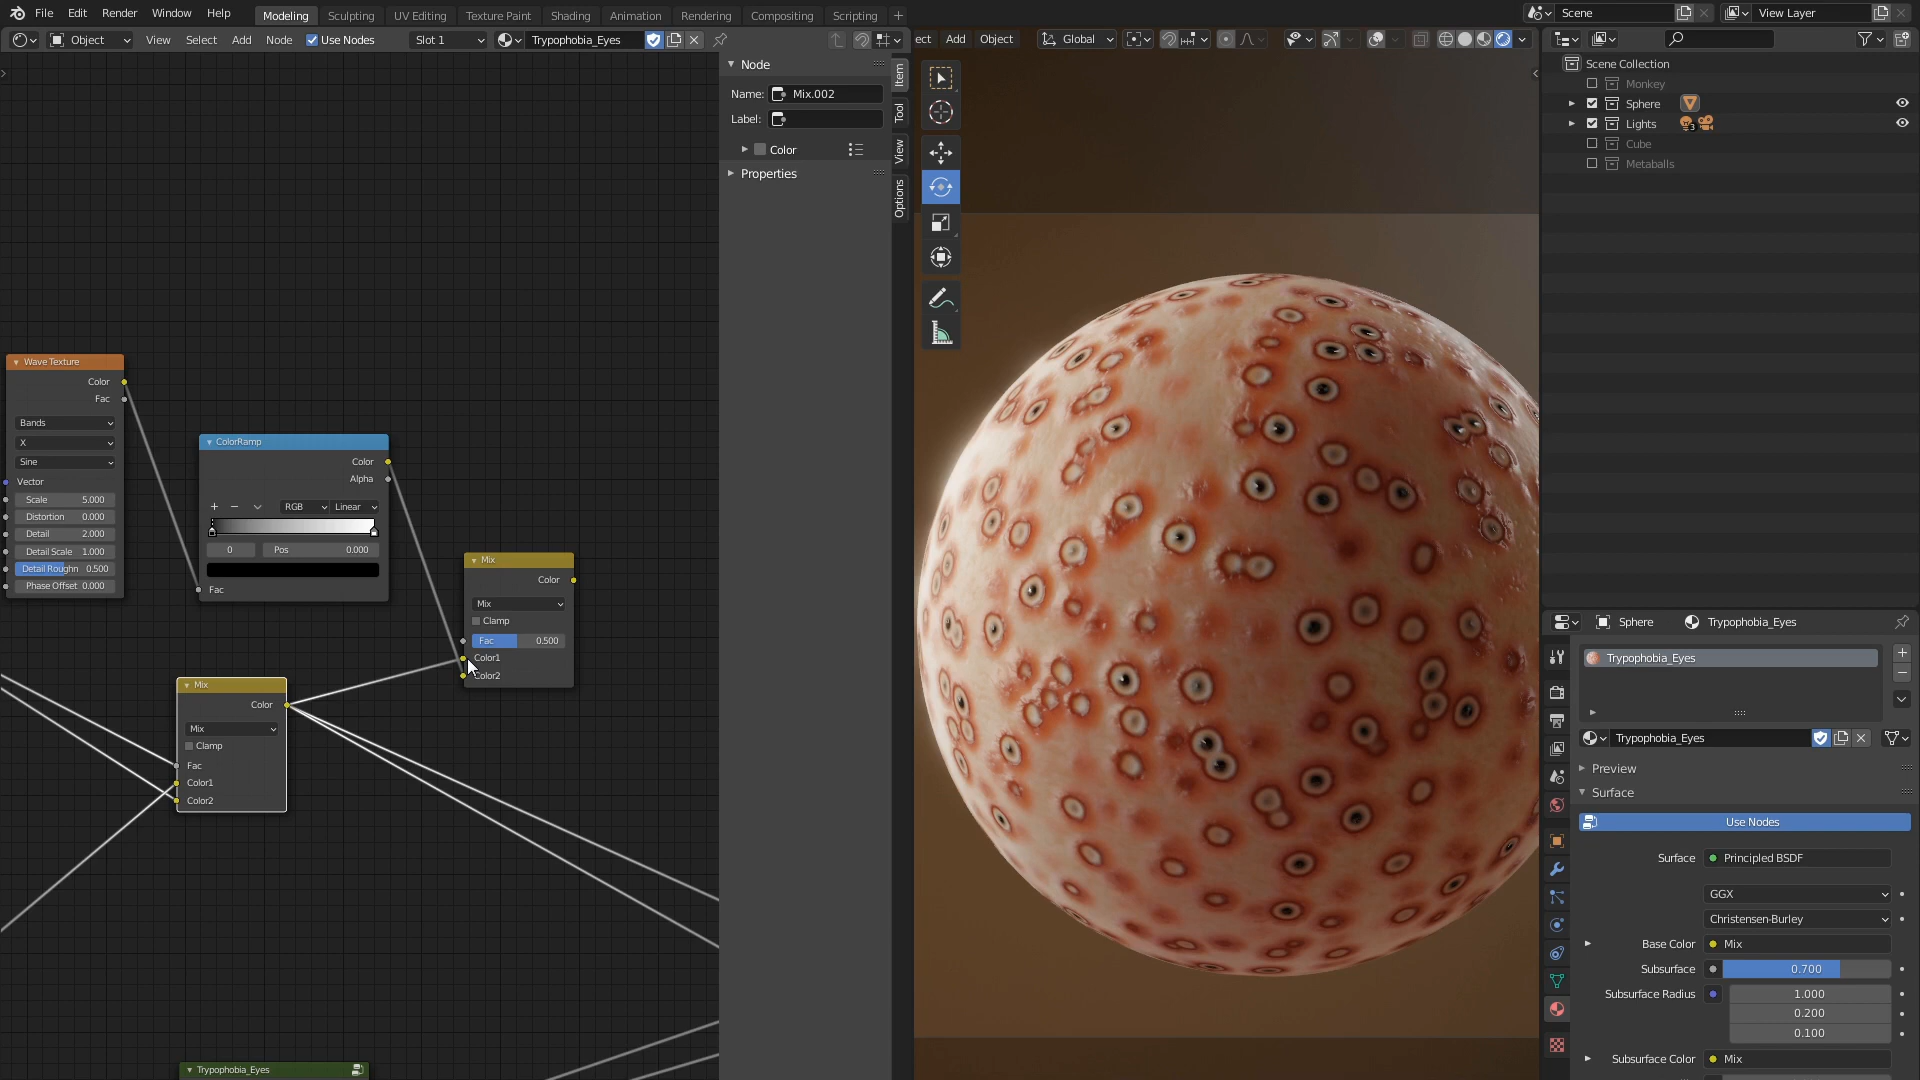 File Edit Render Window Help Modeling Sculpting UV Editing Texture Paint Shading Animation Rendering Compositing Scripting + Scene View Layer
Object View Select Add Node Use Nodes Slot 1 Trypophobia_Eyes
ect Add Object Global
Node
Name: Mix.002
Label:
Color
Properties
Item
Tool
View
Options
Wave Texture
Color
Fac
Bands
X
Sine
Vector
Scale 5.000
Distortion 0.000
Detail 2.000
Detail Scale 1.000
Detail Roughn 0.500
Phase Offset 0.000
ColorRamp
Color
Alpha
+ − RGB Linear
0 Pos 0.000
Fac
Mix
Color
Mix
Clamp
Fac 0.500
Color1
Color2
Mix
Color
Mix
Clamp
Fac
Color1
Color2
Trypophobia_Eyes
Scene Collection
Monkey
Sphere
Lights 3
Cube
Metaballs
Sphere Trypophobia_Eyes
Trypophobia_Eyes
Trypophobia_Eyes
Preview
Surface
Use Nodes
Surface Principled BSDF
GGX
Christensen-Burley
Base Color Mix
Subsurface 0.700
Subsurface Radius 1.000
0.200
0.100
Subsurface Color Mix